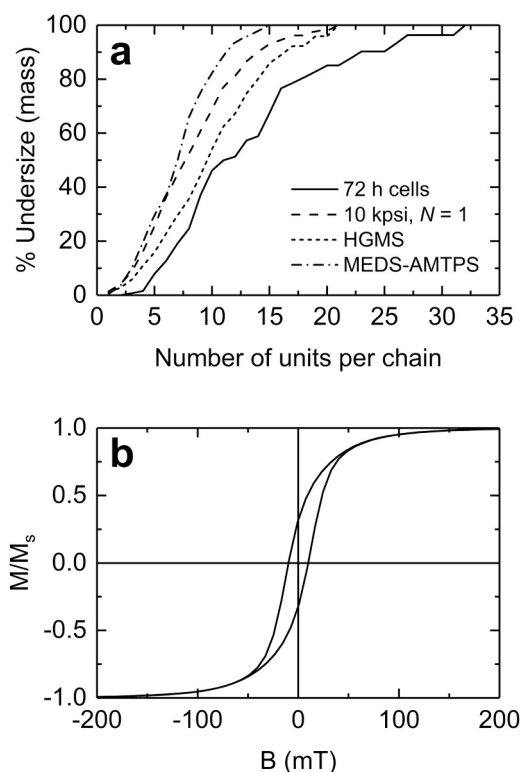 a
% Undersize (mass)
100
80
60
40
20
0
72 h cells
10 kpsi, N = 1
HGMS
MEDS-AMTPS
0 5 10 15 20 25 30 35
Number of units per chain
b
M/Ms
1.0
0.5
0.0
-0.5
-1.0
-200 -100 0 100 200
B (mT)